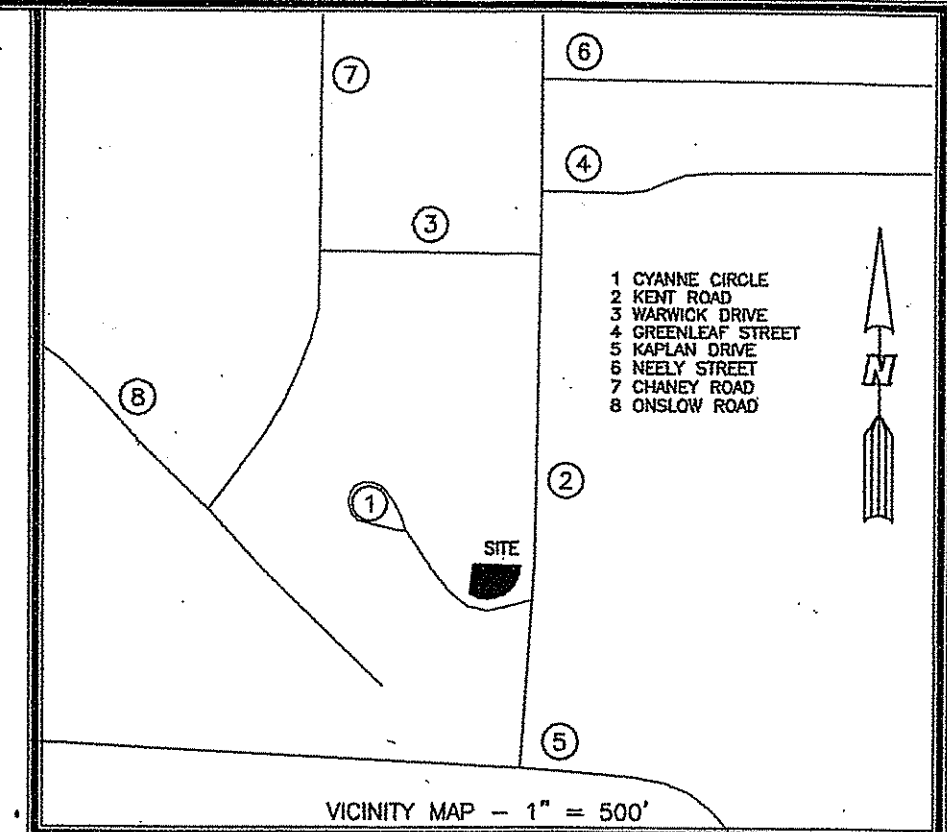 6
7
4
3
1 CYANNE CIRCLE
2 KENT ROAD
3 WARWICK DRIVE
4 GREENLEAF STREET
5 KAPLAN DRIVE
6 NEELY STREET
7 CHANEY ROAD
8 ONSLOW ROAD
N
8
2
1
SITE
5
VICINITY MAP - 1" = 500'